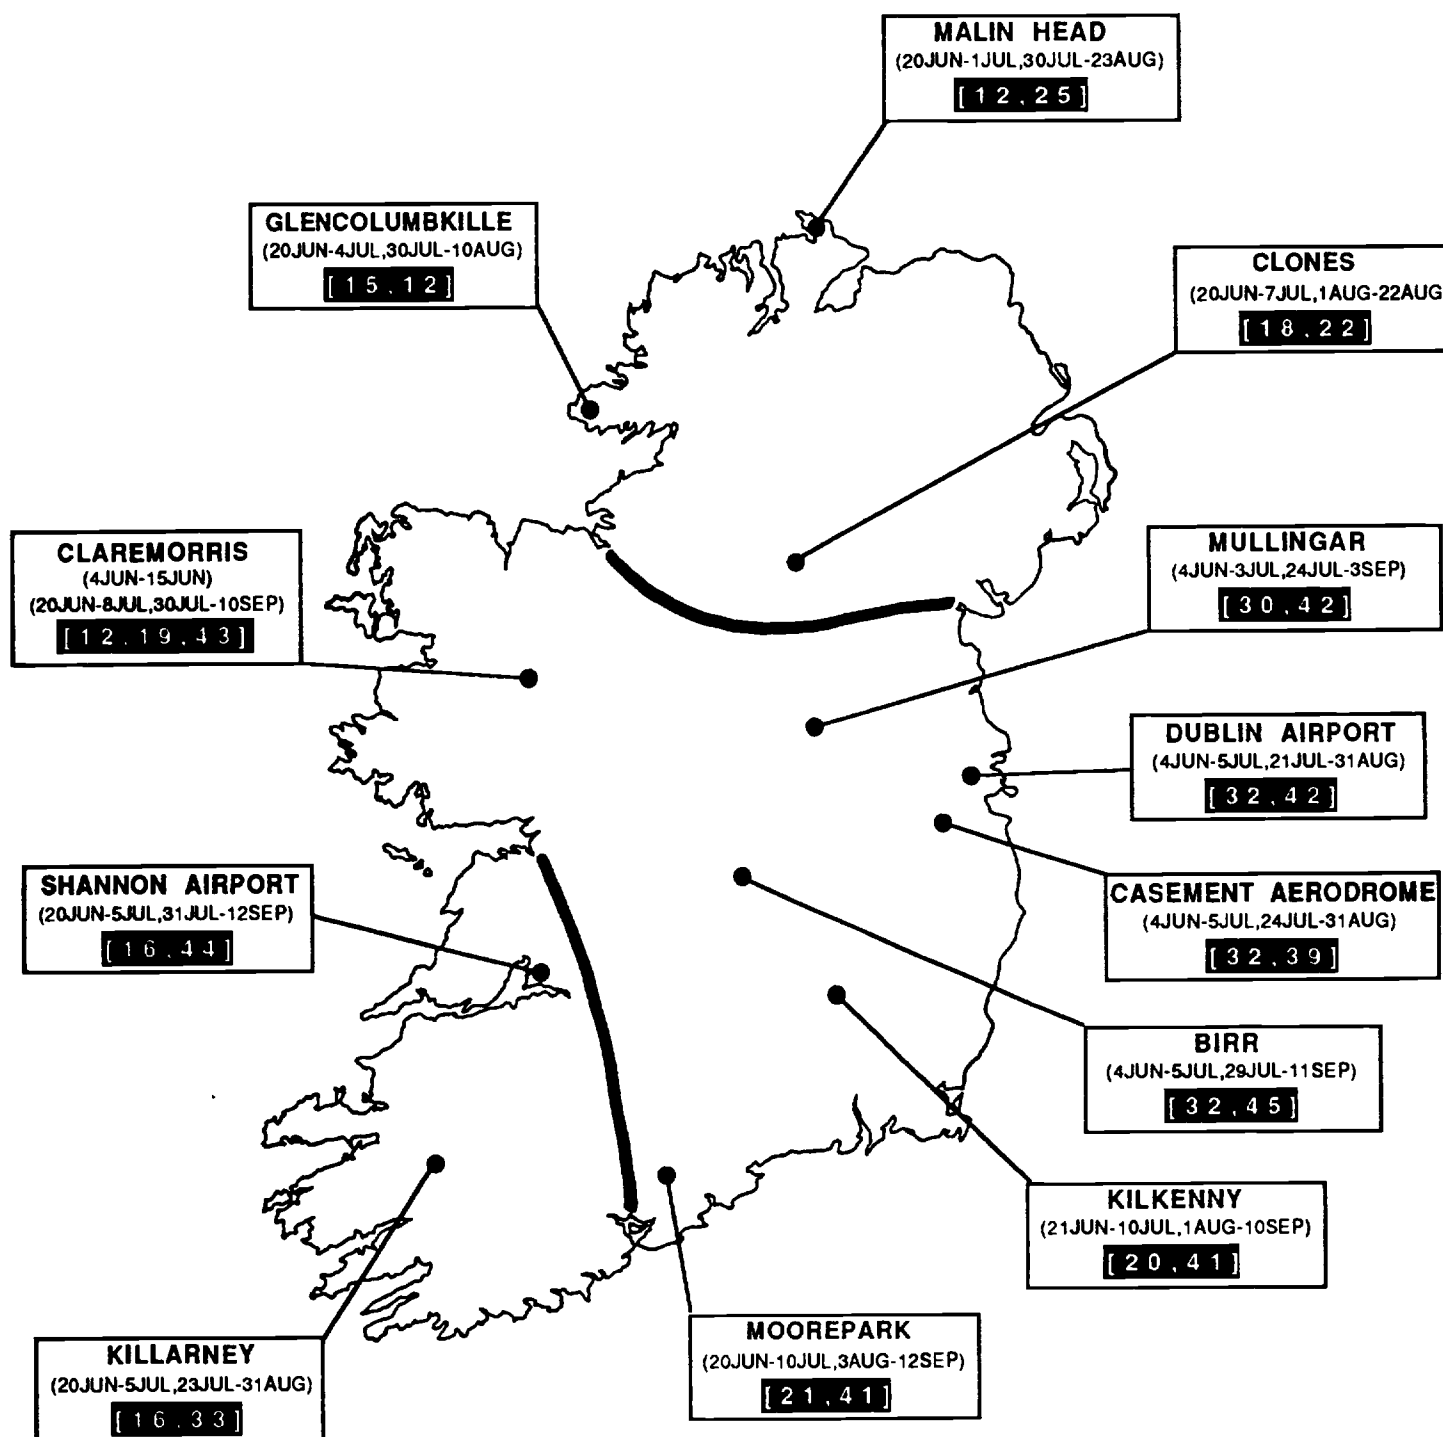 MALIN HEAD
(20JUN-1JUL,30JUL-23AUG)
[12,25]
GLENCOLUMBKILLE
(20JUN-4JUL,30JUL-10AUG)
[15,12]
CLONES
(20JUN-7JUL,1AUG-22AUG
[18,22]
CLAREMORRIS
(4JUN-15JUN)
(20JUN-8JUL,30JUL-10SEP)
[12,19,43]
MULLINGAR
(4JUN-3JUL,24JUL-3SEP)
[30,42]
DUBLIN AIRPORT
(4JUN-5JUL,21JUL-31AUG)
[32,42]
SHANNON AIRPORT
(20JUN-5JUL,31JUL-12SEP)
[16,44]
CASEMENT AERODROME
(4JUN-5JUL,24JUL-31AUG)
[32,39]
BIRR
(4JUN-5JUL,29JUL-11SEP)
[32,45]
KILKENNY
(21JUN-10JUL,1AUG-10SEP)
[20,41]
MOOREPARK
(20JUN-10JUL,3AUG-12SEP)
[21,41]
KILLARNEY
(20JUN-5JUL,23JUL-31AUG)
[16,33]